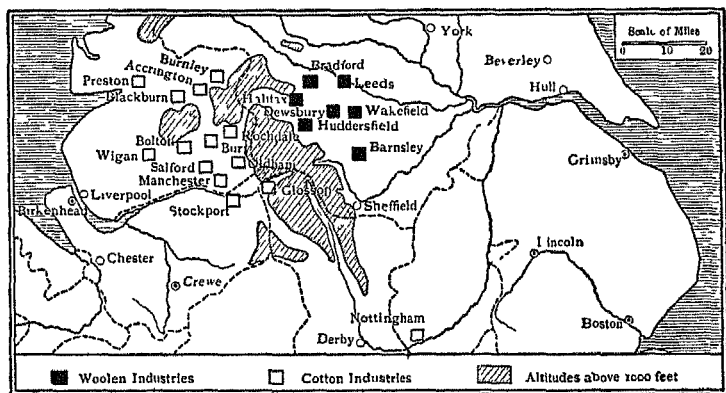 York
Scale of Miles
0 10 20
Burnley
Bradford
Beverley
Accrington
Preston
Leeds
Hull
Blackburn
Halifax
Dewsbury
Wakefield
Huddersfield
Bolton
Rochdale
Wigan
Bury
Barnsley
Oldham
Grimsby
Salford
Manchester
Glossop
Liverpool
Birkenhead
Stockport
Sheffield
Lincoln
Chester
Crewe
Nottingham
Boston
Derby
Woolen Industries
Cotton Industries
Altitudes above 1000 feet